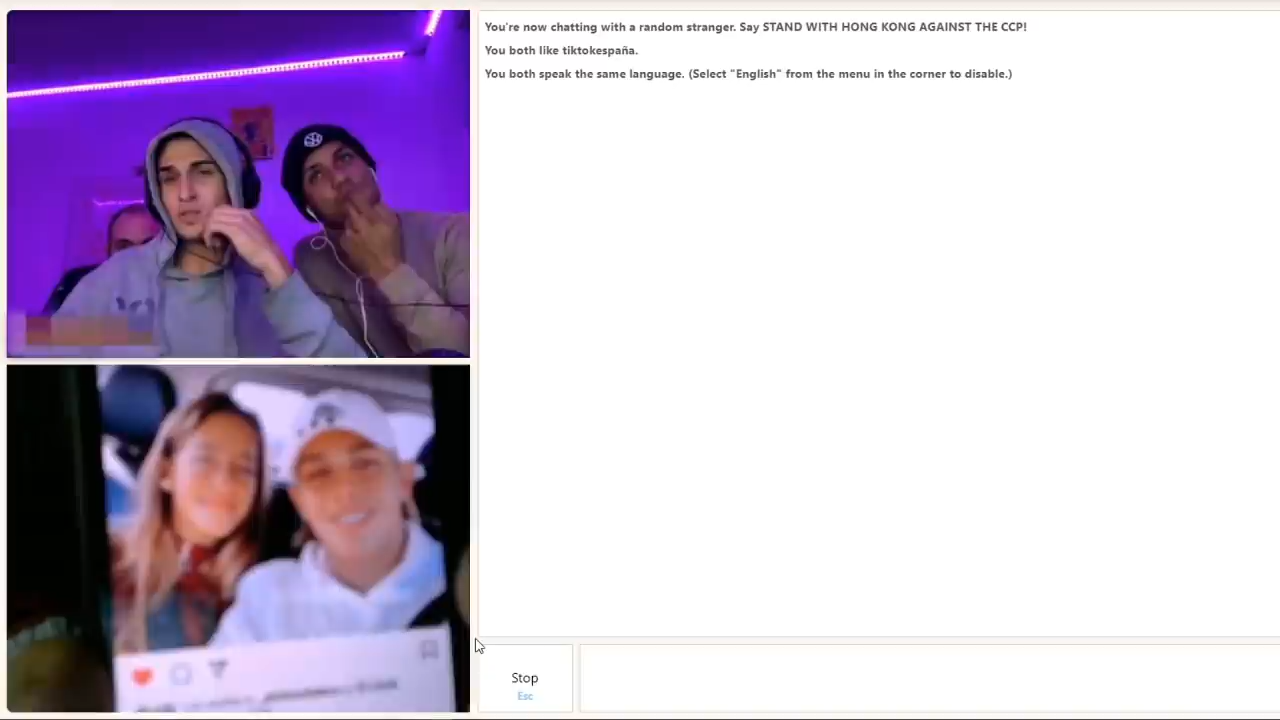 You're now chatting with a random stranger. Say STAND WITH HONG KONG AGAINST THE CCP!
You both like tiktokespaña.
You both speak the same language. (Select "English" from the menu in the corner to disable.)
Stop
Esc